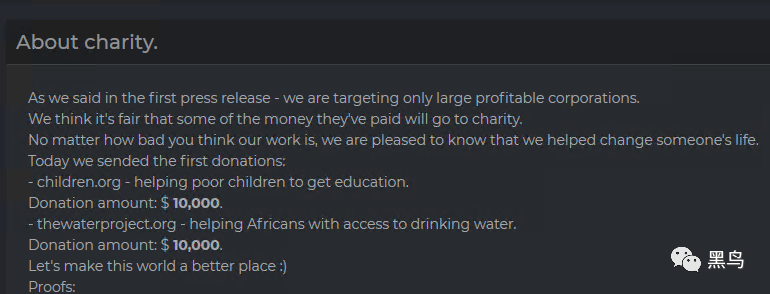 About charity.
As we said in the first press release - we are targeting only large profitable corporations.
We think it's fair that some of the money they've paid will go to charity.
No matter how bad you think our work is, we are pleased to know that we helped change someone's life.
Today we sended the first donations:
- children.org - helping poor children to get education.
Donation amount: $ 10,000.
- thewaterproject.org - helping Africans with access to drinking water.
Donation amount: $ 10,000.
Let's make this world a better place :)
Proofs:
黑鸟